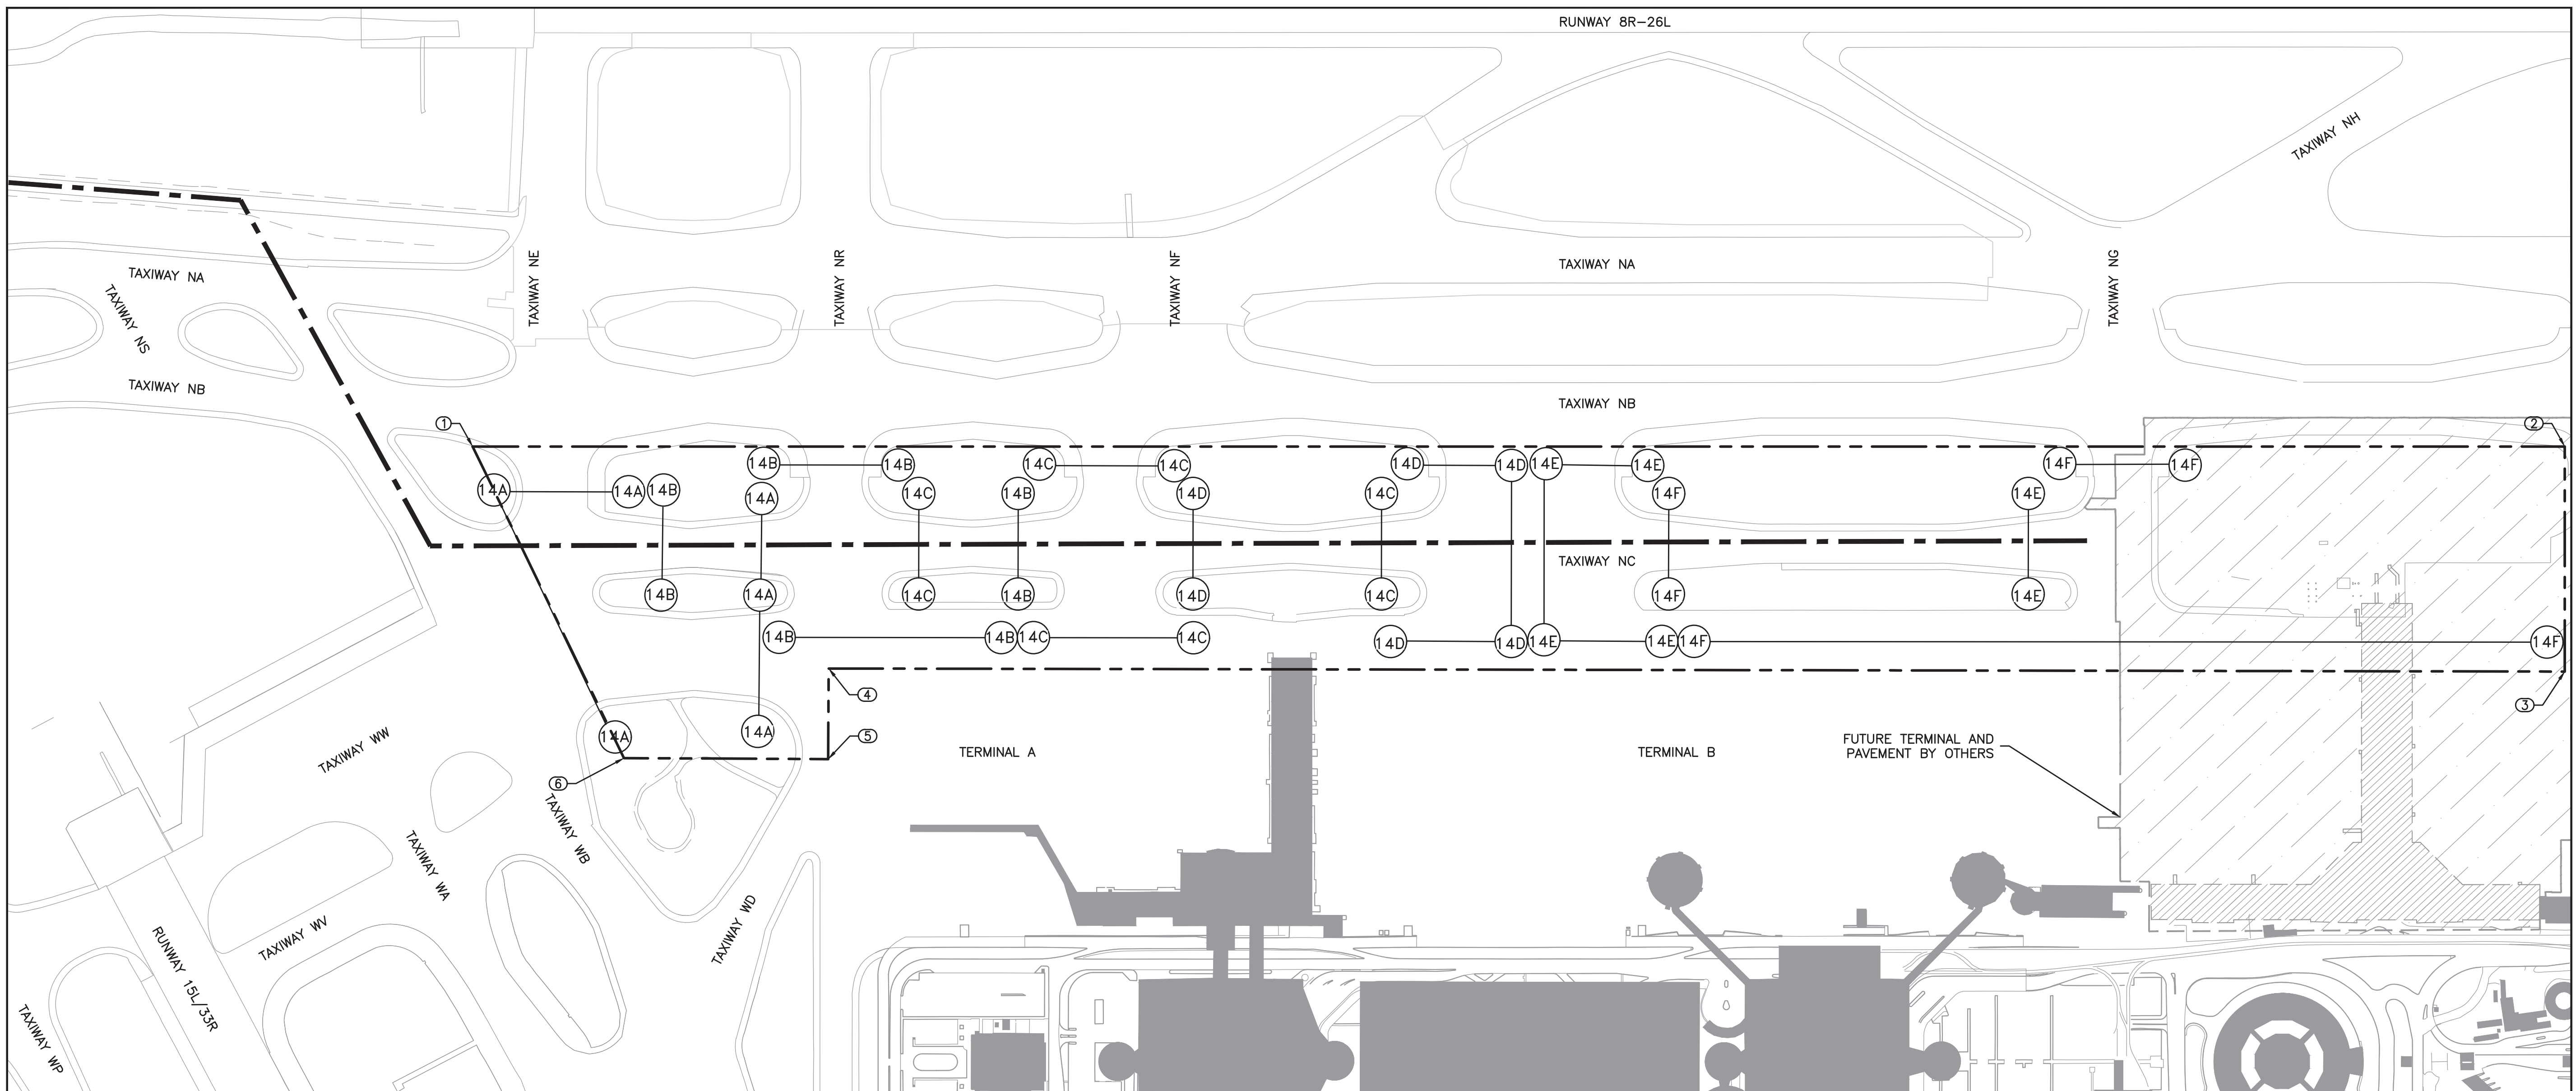 RUNWAY 8R-26L
TAXIWAY NH
TAXIWAY NE
TAXIWAY NR
TAXIWAY NF
TAXIWAY NA
TAXIWAY NG
TAXIWAY NA
TAXIWAY NS
TAXIWAY NB
TAXIWAY NB
1
2
14B
14B
14C
14C
14D
14D
14E
14E
14F
14F
14A
14A
14B
14A
14C
14B
14D
14C
14F
14E
TAXIWAY NC
14B
14A
14C
14B
14D
14C
14F
14E
14B
14B
14C
14C
14D
14D
14E
14E
14F
14F
4
3
14A
14A
5
6
TAXIWAY WW
TERMINAL A
TERMINAL B
FUTURE TERMINAL AND
PAVEMENT BY OTHERS
TAXIWAY WB
TAXIWAY WA
TAXIWAY WD
TAXIWAY WV
RUNWAY 15L/33R
TAXIWAY WP